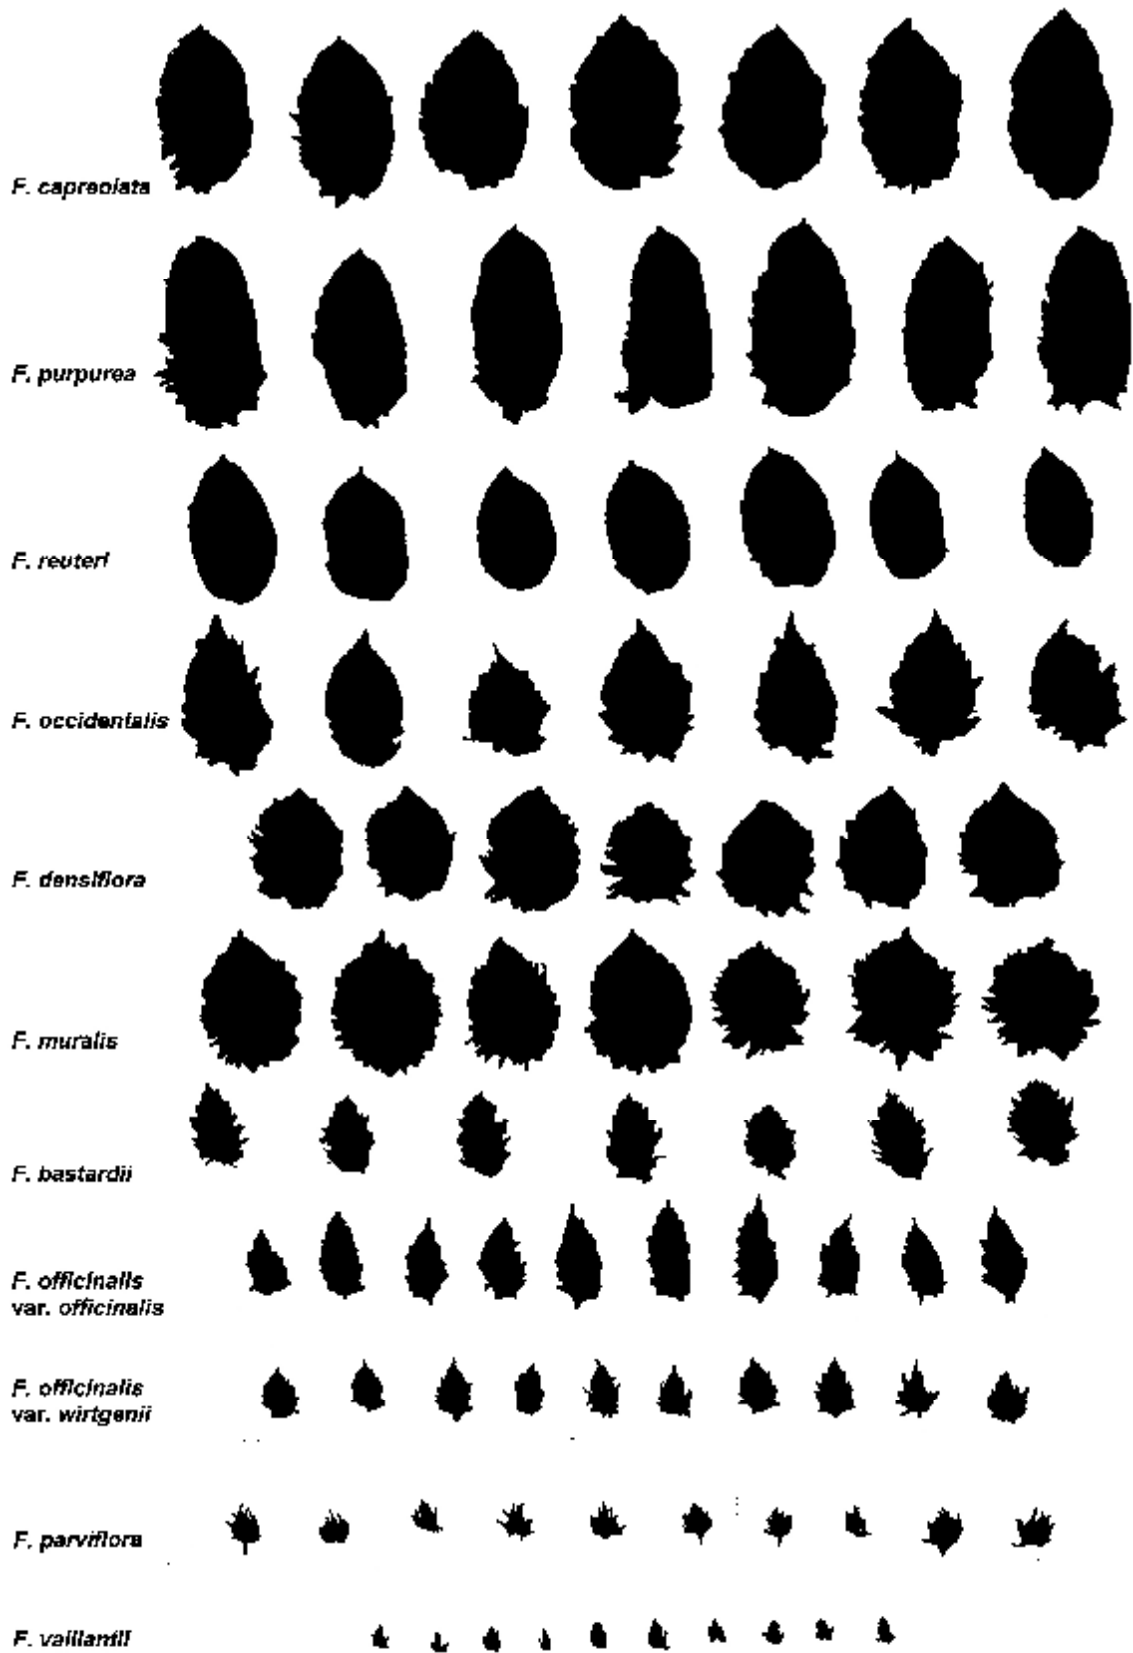 F. capreolata
F. purpurea
F. reuteri
F. occidentalis
F. densiflora
F. muralis
F. bastardii
F. officinalis
var. officinalis
F. officinalis
var. wirtgenii
F. parviflora
F. vaillantii